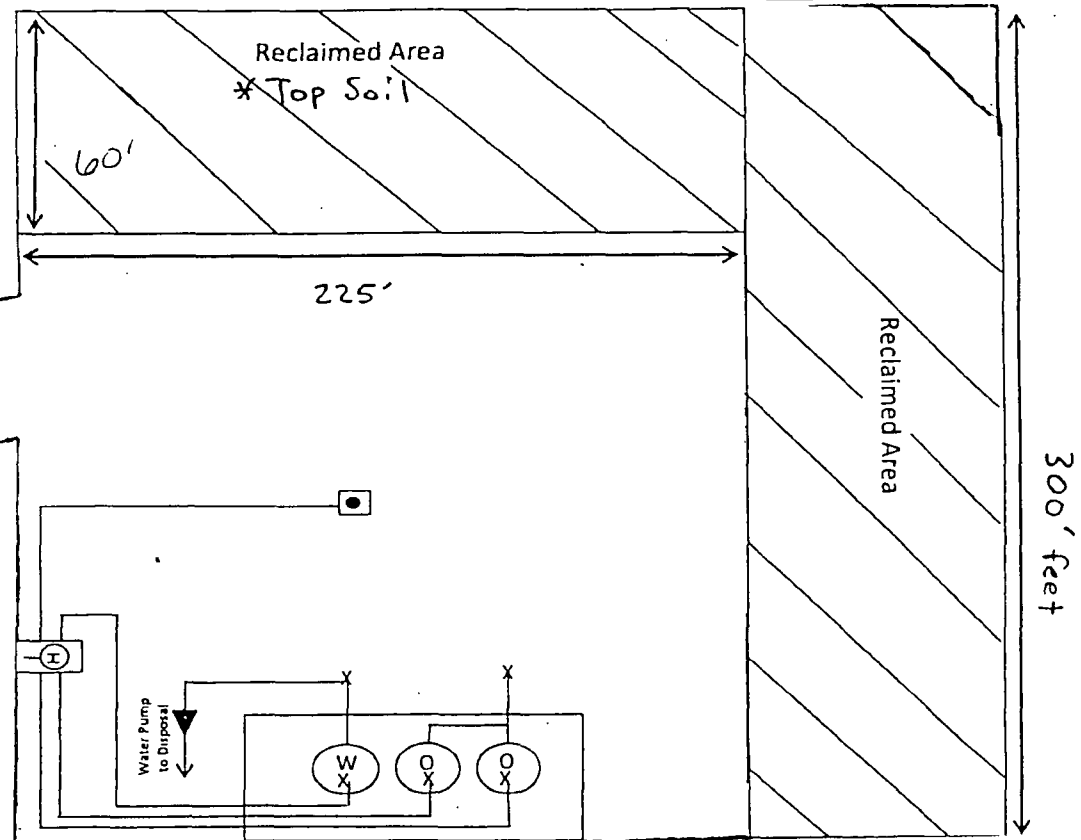 Reclaimed Area
* Top Soil
60'
225'
Reclaimed Area
300' feet
H
Water Pump
to Disposal
X
X
W
X
O
X
O
X